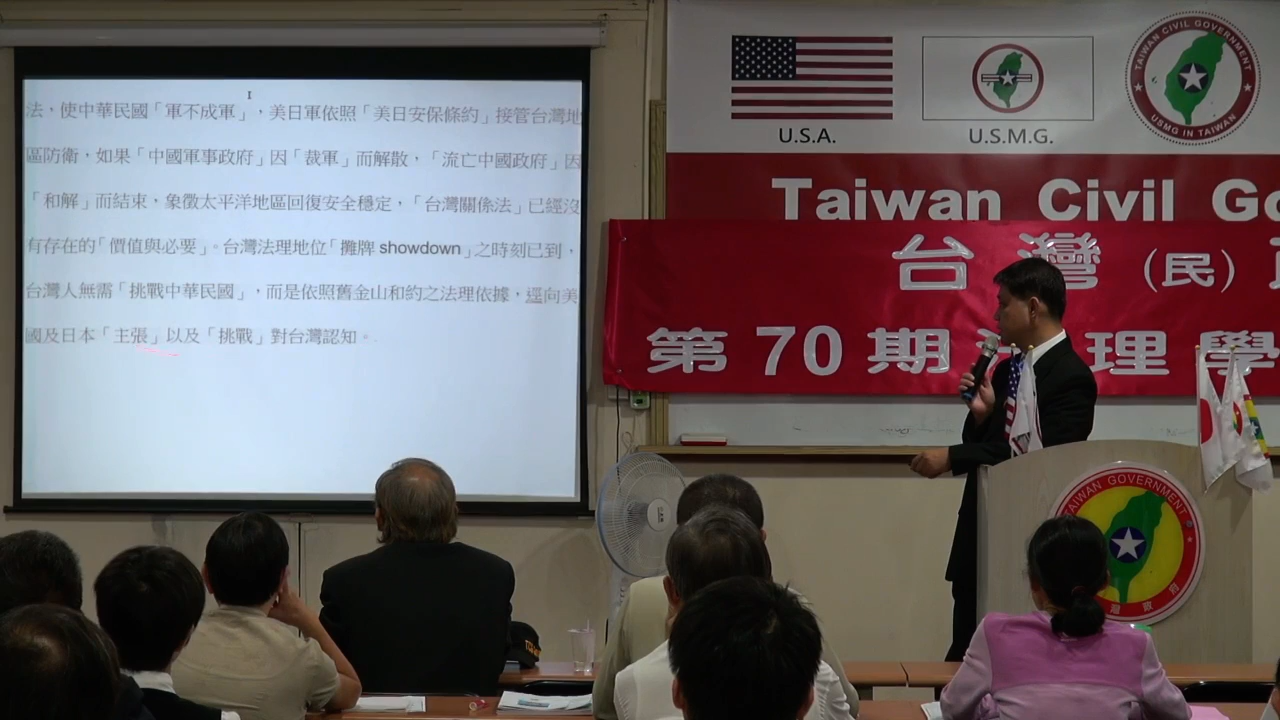 法，使中華民國「軍不成軍」，美日軍依照「美日安保條約」接管台灣地
區防衛，如果「中國軍事政府」因「裁軍」而解散，「流亡中國政府」因
「和解」而結束，象徵太平洋地區回復安全穩定，「台灣關係法」已經沒
有存在的「價值與必要」。台灣法理地位「攤牌 showdown」之時刻已到，
台灣人無需「挑戰中華民國」，而是依照舊金山和約之法理依據，逕向美
國及日本「主張」以及「挑戰」對台灣認知。
U.S.A.
U.S.M.G.
TAIWAN CIVIL GOVERNMENT
USMG IN TAIWAN
Taiwan Civil Go
台灣（民）
第70期法理學
TAIWAN GOVERNMENT
灣政府